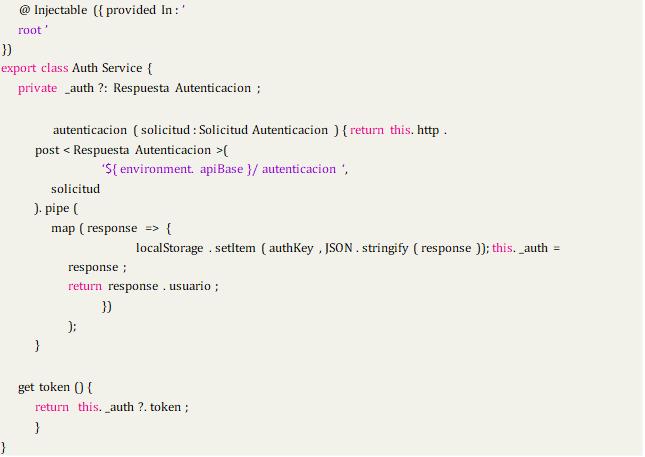 @ Injectable ({ provided In : ‘
root ’
})
export class Auth Service {
private _auth ?: Respuesta Autenticacion ;
autenticacion ( solicitud : Solicitud Autenticacion ) { return this. http .
post < Respuesta Autenticacion >(
‘${ environment. apiBase }/ autenticacion ‘,
solicitud
). pipe (
map ( response => {
localStorage . setItem ( authKey , JSON . stringify ( response )); this. _auth =
response ;
return response . usuario ;
})
);
}
get token () {
return this. _auth ?. token ;
}
}